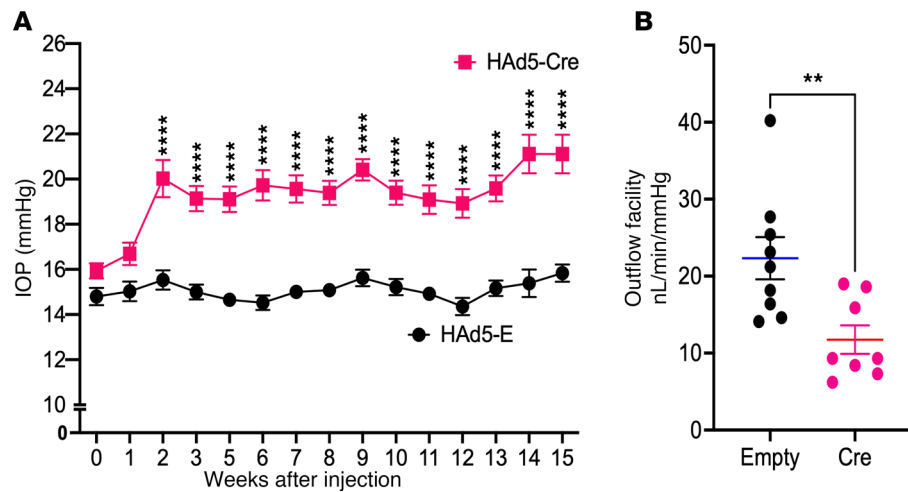 A
IOP (mmHg)
26
24
22
20
18
16
14
12
10
0
HAd5-Cre
**** **** **** **** **** **** **** **** **** **** **** **** ****
HAd5-E
0 1 2 3 5 6 7 8 9 10 11 12 13 14 15
Weeks after injection
B
Outflow facility
nL/min/mmHg
50
40
30
20
10
0
**
Empty Cre